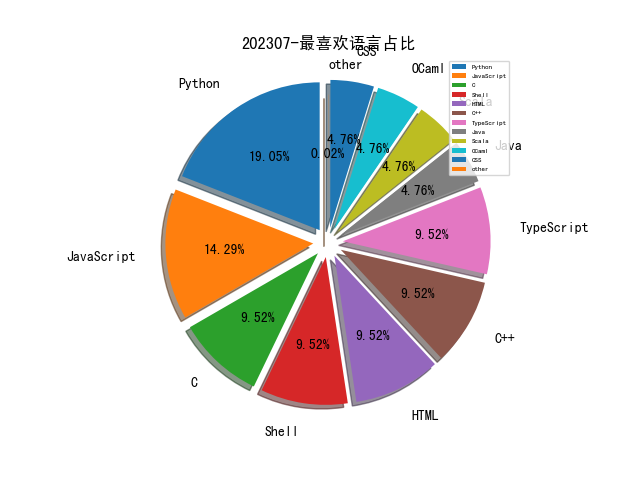 202307-最喜欢语言占比
CSS
other
OCaml
Python
Java
TypeScript
JavaScript
C++
C
HTML
Shell
19.05%
0.02%
4.76%
4.76%
4.76%
4.76%
14.29%
9.52%
9.52%
9.52%
9.52%
9.52%
Python
JavaScript
C
Shell
HTML
C++
TypeScript
Java
Scala
OCaml
CSS
other